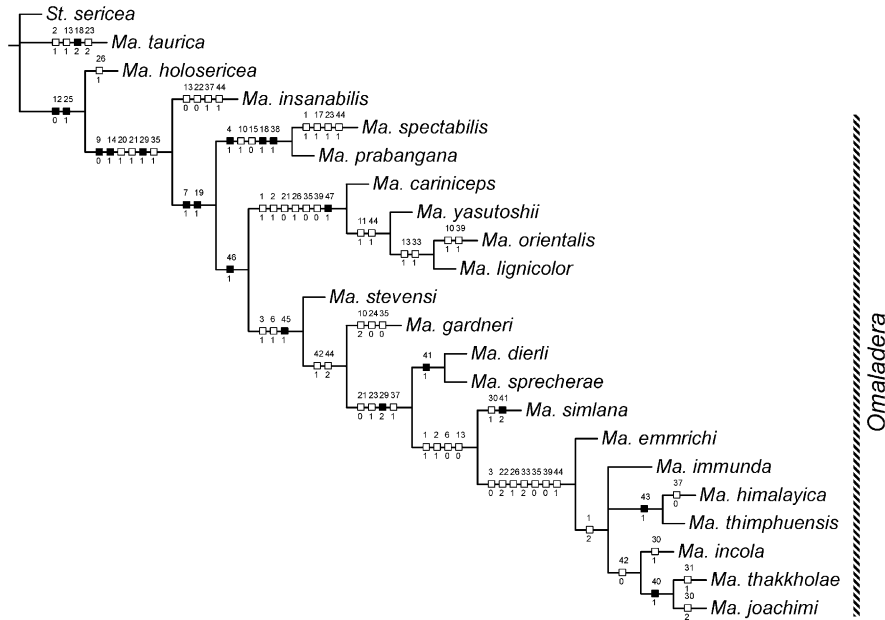 St. sericea
2 13 18 23
1 1 2 2
Ma. taurica
26
1
Ma. holosericea
12 25
0 1
13 22 37 44
0 0 1 1
Ma. insanabilis
9 14 20 21 29 35
0 1 1 1 1 1
4 10 15 18 38
1 1 0 1 1
1 17 23 44
1 1 1 1
Ma. spectabilis
Ma. prabangana
7 19
1 1
Ma. cariniceps
1 2 21 26 35 39 47
1 1 0 1 0 0 1
11 44
1 1
Ma. yasutoshii
13 33
1 1
10 39
1 1
Ma. orientalis
Ma. lignicolor
46
1
Ma. stevensi
3 6 45
1 1 1
10 24 35
2 0 0
Ma. gardneri
42 44
1 2
41
1
Ma. dierli
Ma. sprecherae
21 23 29 37
0 1 2 1
30 41
1 2
Ma. simlana
1 2 6 13
1 1 0 0
Ma. emmrichi
3 22 26 33 35 39 44
0 2 1 2 0 0 1
Ma. immunda
43
1
37
0
Ma. himalayica
Ma. thimphuensis
1
2
30
1
Ma. incola
42
0
40
1
31
1
Ma. thakkholae
30
2
Ma. joachimi
Omaladera